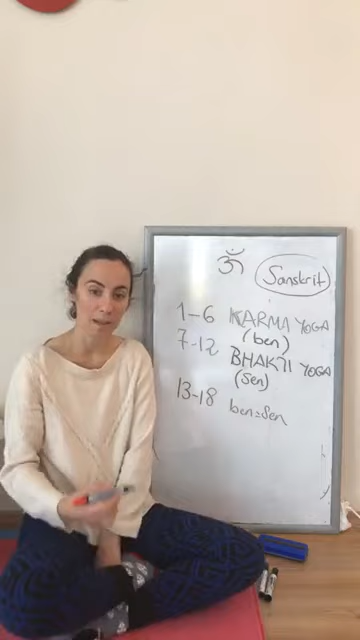 ॐ Sanskrit
1-6 KARMA YOGA
(ben)
7-12 BHAKTI YOGA
(Sen)
13-18 ben=Sen